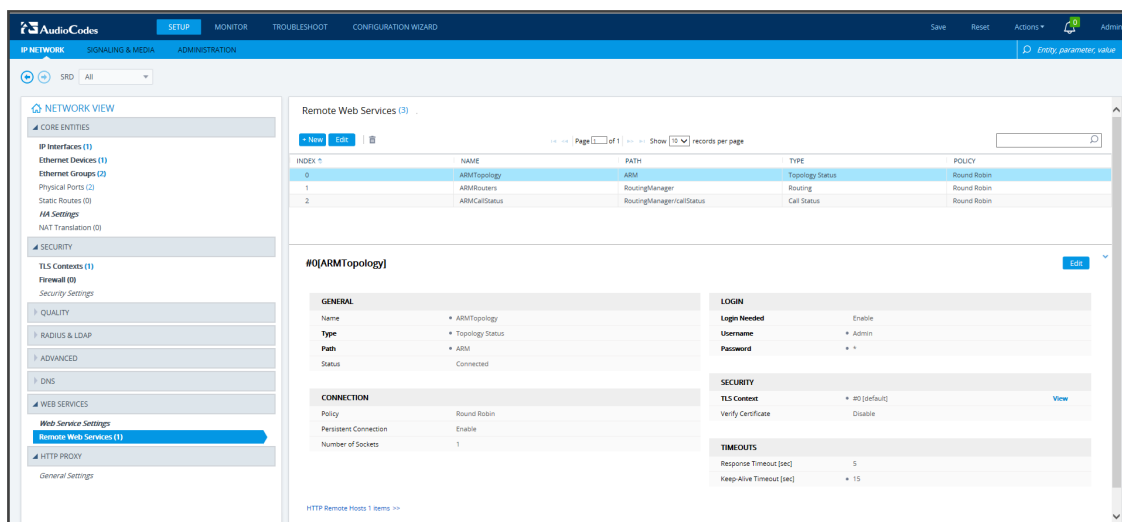 AudioCodes SETUP MONITOR TROUBLESHOOT CONFIGURATION WIZARD Save Reset Actions 0 Admin
IP NETWORK SIGNALING & MEDIA ADMINISTRATION Entity, parameter, value
SRD All
NETWORK VIEW
CORE ENTITIES
IP Interfaces (1)
Ethernet Devices (1)
Ethernet Groups (2)
Physical Ports (2)
Static Routes (0)
HA Settings
NAT Translation (0)
SECURITY
TLS Contexts (1)
Firewall (0)
Security Settings
QUALITY
RADIUS & LDAP
ADVANCED
DNS
WEB SERVICES
Web Service Settings
Remote Web Services (1)
HTTP PROXY
General Settings
Remote Web Services (3)
+ New Edit Page 1 of 1 Show 10 records per page
INDEX NAME PATH TYPE POLICY
0 ARMTopology ARM Topology Status Round Robin
1 ARMRouters RoutingManager Routing Round Robin
2 ARMCallStatus RoutingManager/callStatus Call Status Round Robin
#0[ARMTopology] Edit
GENERAL
Name ARMTopology
Type Topology Status
Path ARM
Status Connected
CONNECTION
Policy Round Robin
Persistent Connection Enable
Number of Sockets 1
LOGIN
Login Needed Enable
Username Admin
Password *
SECURITY
TLS Context #0 [default] View
Verify Certificate Disable
TIMEOUTS
Response Timeout [sec] 5
Keep-Alive Timeout [sec] 15
HTTP Remote Hosts 1 items >>